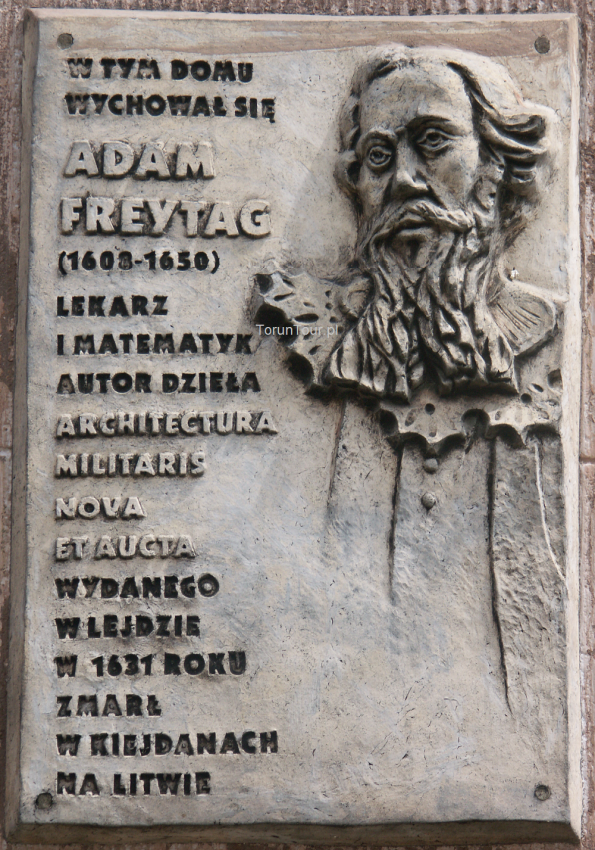 W TYM DOMU
WYCHOWAŁ SIĘ
ADAM
FREYTAG
(1608-1650)
LEKARZ
I MATEMATYK
AUTOR DZIEŁA
ARCHITECTURA
MILITARIS
NOVA
ET AUCTA
WYDANEGO
W LEJDZIE
W 1631 ROKU
ZMARŁ
W KIEJDANACH
NA LITWIE
TorunTour.pl